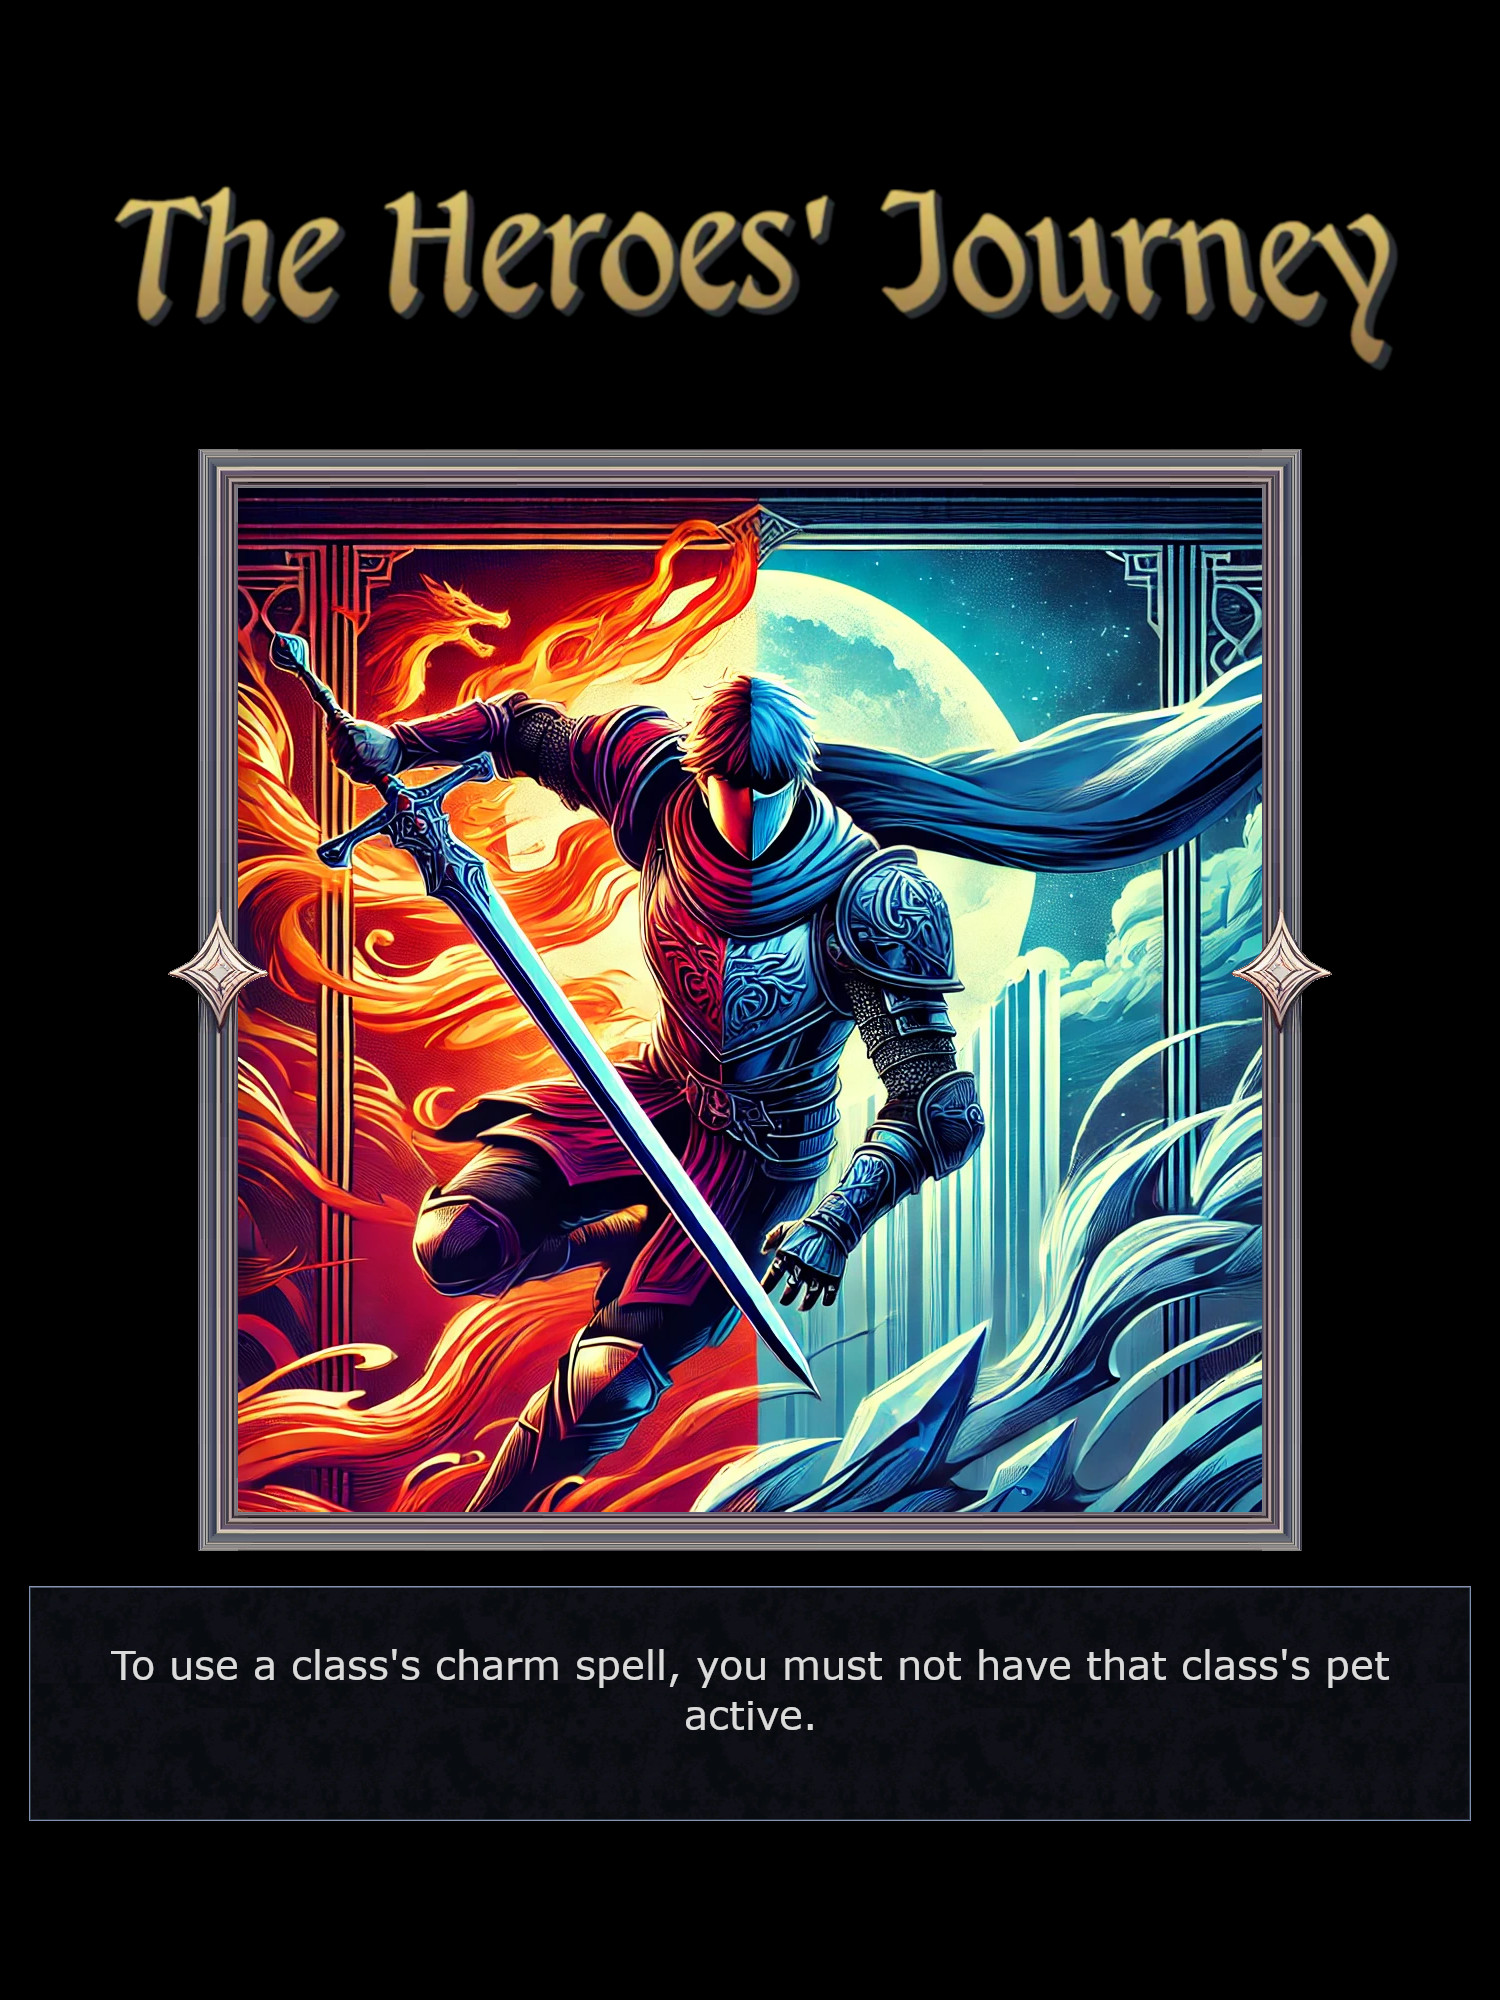 The Heroes' Journey
To use a class's charm spell, you must not have that class's pet
active.